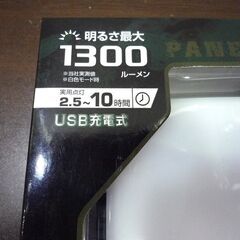 明るさ最大
1300
ルーメン
※当社実測値
※白色モード時
実用点灯
2.5~10時間
USB充電式